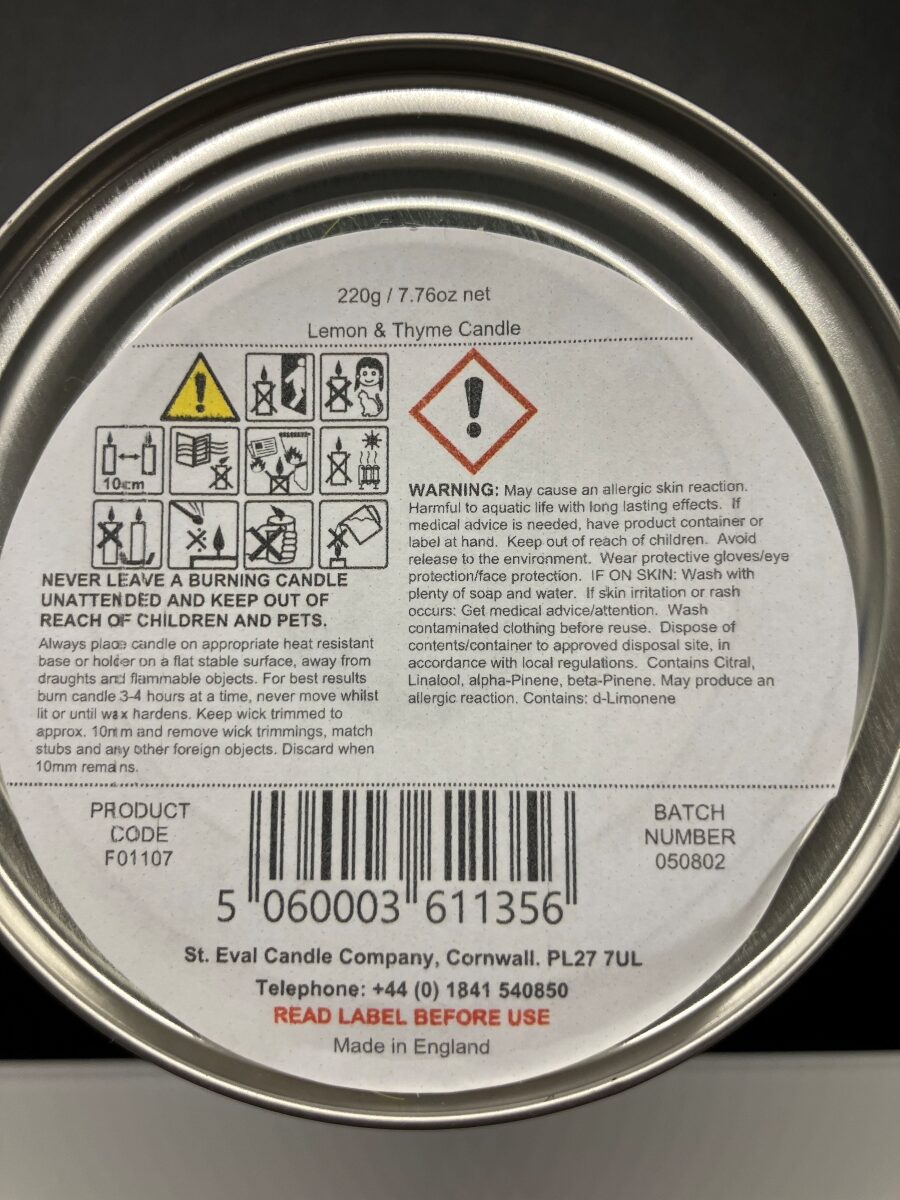 220g / 7.76oz net
Lemon & Thyme Candle
10cm
NEVER LEAVE A BURNING CANDLE
UNATTENDED AND KEEP OUT OF
REACH OF CHILDREN AND PETS.
Always place candle on appropriate heat resistant
base or holder on a flat stable surface, away from
draughts and flammable objects. For best results
burn candle 3-4 hours at a time, never move whilst
lit or until wax hardens. Keep wick trimmed to
approx. 10mm and remove wick trimmings, match
stubs and any other foreign objects. Discard when
10mm remains.
WARNING: May cause an allergic skin reaction.
Harmful to aquatic life with long lasting effects. If
medical advice is needed, have product container or
label at hand. Keep out of reach of children. Avoid
release to the environment. Wear protective gloves/eye
protection/face protection. IF ON SKIN: Wash with
plenty of soap and water. If skin irritation or rash
occurs: Get medical advice/attention. Wash
contaminated clothing before reuse. Dispose of
contents/container to approved disposal site, in
accordance with local regulations. Contains Citral,
Linalool, alpha-Pinene, beta-Pinene. May produce an
allergic reaction. Contains: d-Limonene
PRODUCT
CODE
F01107
5 060003 611356
BATCH
NUMBER
050802
St. Eval Candle Company, Cornwall. PL27 7UL
Telephone: +44 (0) 1841 540850
READ LABEL BEFORE USE
Made in England